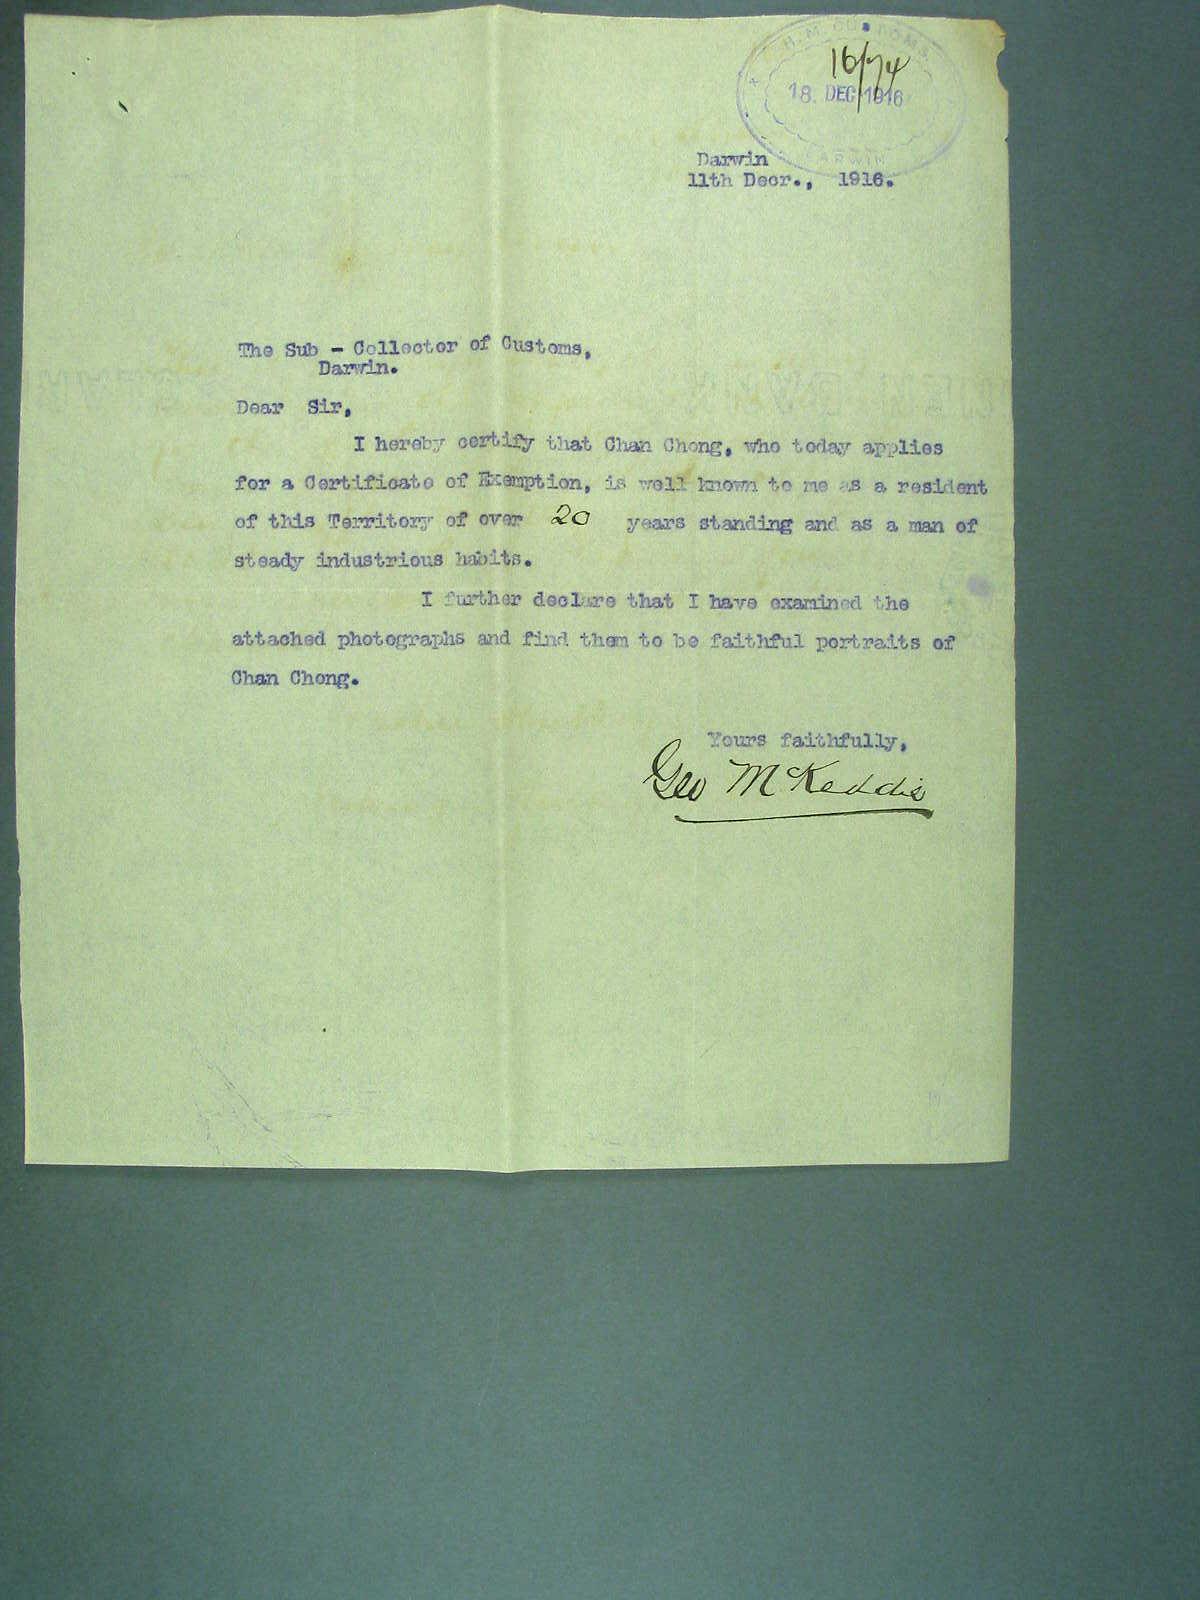 H.M. CUSTOMS
16/74
18. DEC 1916
DARWIN
Darwin
11th Decr., 1916.
The Sub - Collector of Customs,
Darwin.
Dear Sir,
I hereby certify that Chan Chong, who today applies
for a Certificate of Exemption, is well known to me as a resident
of this Territory of over 20 years standing and as a man of
steady industrious habits.
I further declare that I have examined the
attached photographs and find them to be faithful portraits of
Chan Chong.
Yours faithfully,
Geo McKeddie